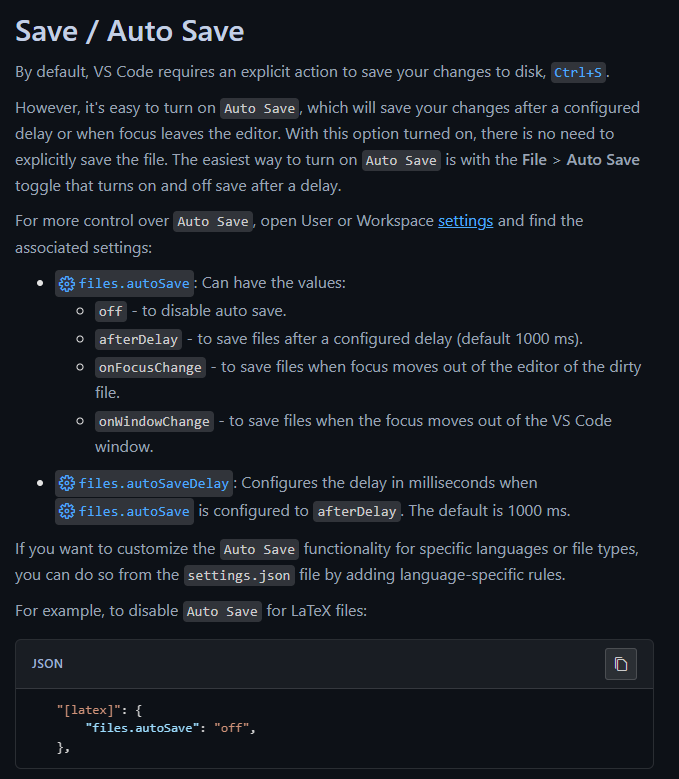 Save / Auto Save
By default, VS Code requires an explicit action to save your changes to disk, Ctrl+S.
However, it's easy to turn on Auto Save, which will save your changes after a configured
delay or when focus leaves the editor. With this option turned on, there is no need to
explicitly save the file. The easiest way to turn on Auto Save is with the File > Auto Save
toggle that turns on and off save after a delay.
For more control over Auto Save, open User or Workspace settings and find the
associated settings:
files.autoSave: Can have the values:
off - to disable auto save.
afterDelay - to save files after a configured delay (default 1000 ms).
onFocusChange - to save files when focus moves out of the editor of the dirty
file.
onWindowChange - to save files when the focus moves out of the VS Code
window.
files.autoSaveDelay: Configures the delay in milliseconds when
files.autoSave is configured to afterDelay. The default is 1000 ms.
If you want to customize the Auto Save functionality for specific languages or file types,
you can do so from the settings.json file by adding language-specific rules.
For example, to disable Auto Save for LaTeX files:
JSON
"[latex]": {
"files.autoSave": "off",
},